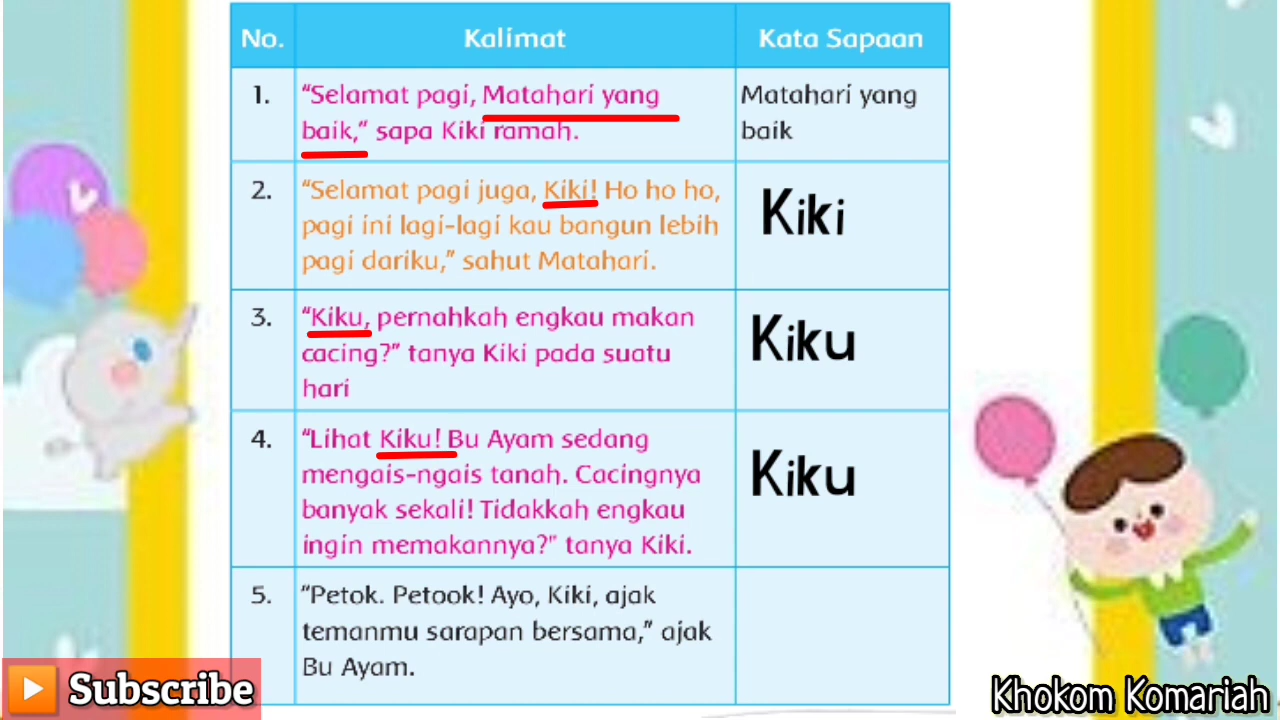 No. Kalimat Kata Sapaan
1. "Selamat pagi, Matahari yang
baik," sapa Kiki ramah.
Matahari yang
baik
2. "Selamat pagi juga, Kiki! Ho ho ho,
pagi ini lagi-lagi kau bangun lebih
pagi dariku," sahut Matahari.
Kiki
3. "Kiku, pernahkah engkau makan
cacing?" tanya Kiki pada suatu
hari
Kiku
4. "Lihat Kiku! Bu Ayam sedang
mengais-ngais tanah. Cacingnya
banyak sekali! Tidakkah engkau
ingin memakannya?" tanya Kiki.
Kiku
5. "Petok. Petook! Ayo, Kiki, ajak
temanmu sarapan bersama," ajak
Bu Ayam.
Subscribe
Khokom Komariah